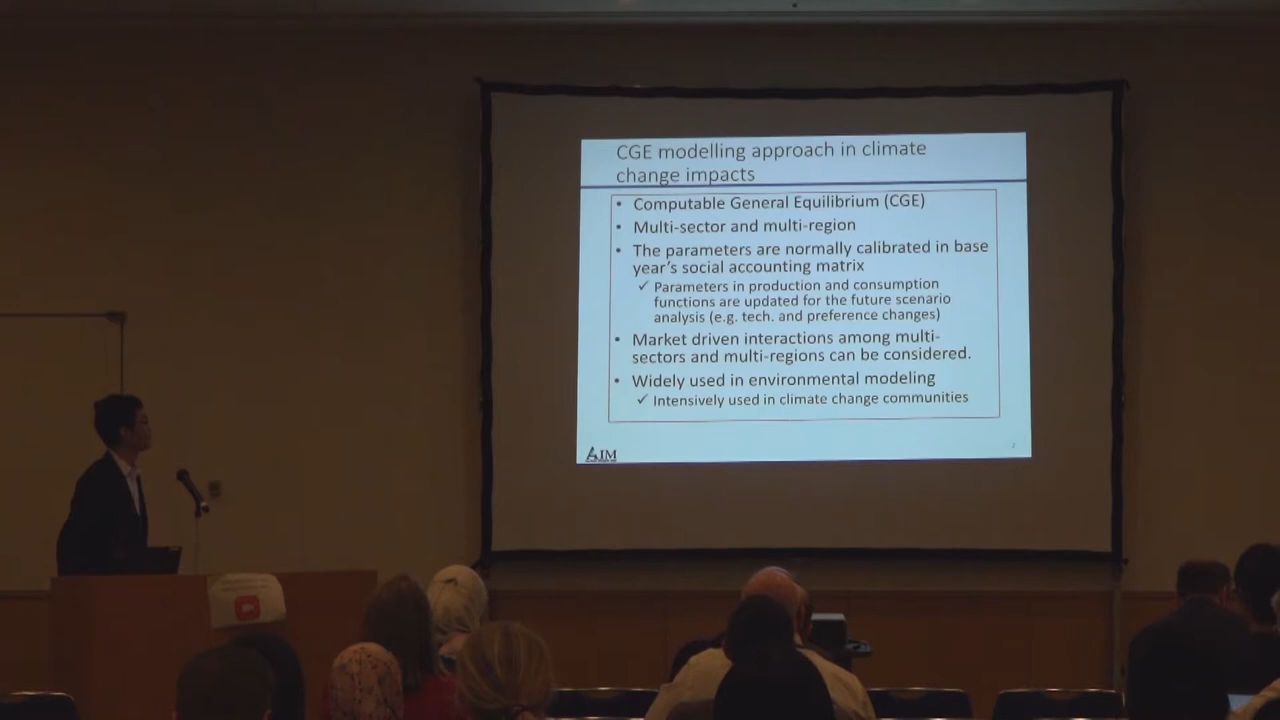 CGE modelling approach in climate
change impacts
• Computable General Equilibrium (CGE)
• Multi-sector and multi-region
• The parameters are normally calibrated in base
year's social accounting matrix
✓ Parameters in production and consumption
functions are updated for the future scenario
analysis (e.g. tech. and preference changes)
• Market driven interactions among multi-
sectors and multi-regions can be considered.
• Widely used in environmental modeling
✓ Intensively used in climate change communities
AIM